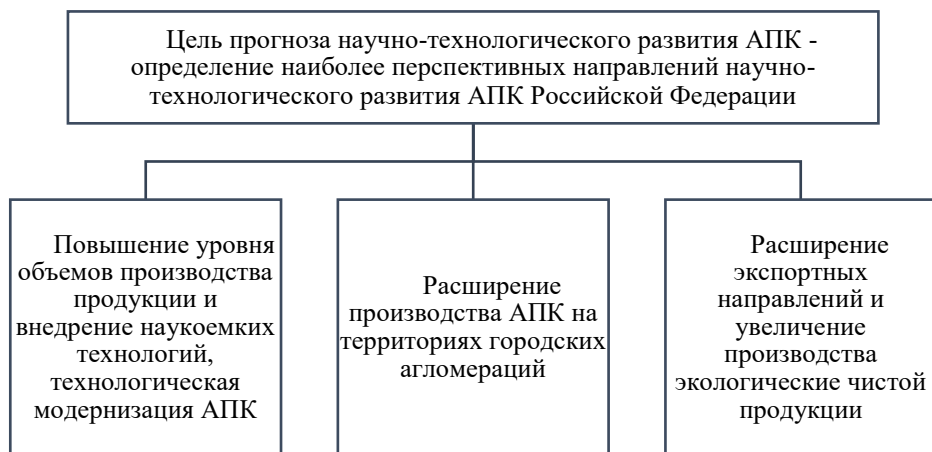 Цель прогноза научно-технологического развития АПК -
определение наиболее перспективных направлений научно-
технологического развития АПК Российской Федерации
Повышение уровня
объемов производства
продукции и
внедрение наукоемких
технологий,
технологическая
модернизация АПК
Расширение
производства АПК на
территориях городских
агломераций
Расширение
экспортных
направлений и
увеличение
производства
экологические чистой
продукции